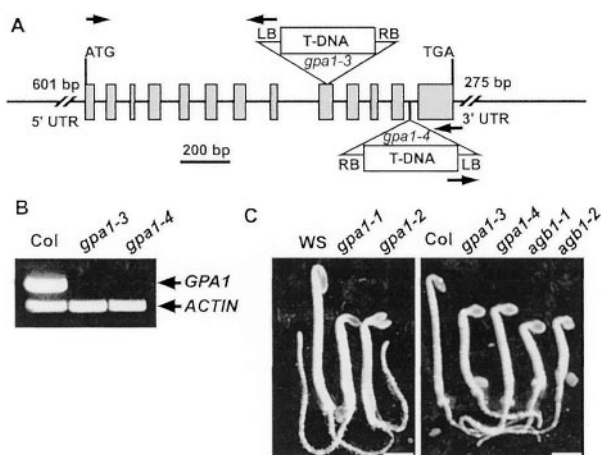 A
LB T-DNA RB
gpa1-3
ATG
TGA
601 bp
275 bp
5' UTR
3' UTR
200 bp
gpa1-4
RB T-DNA LB
B
Col gpa1-3 gpa1-4
GPA1
ACTIN
C
WS gpa1-1 gpa1-2
Col gpa1-3 gpa1-4 agb1-1 agb1-2